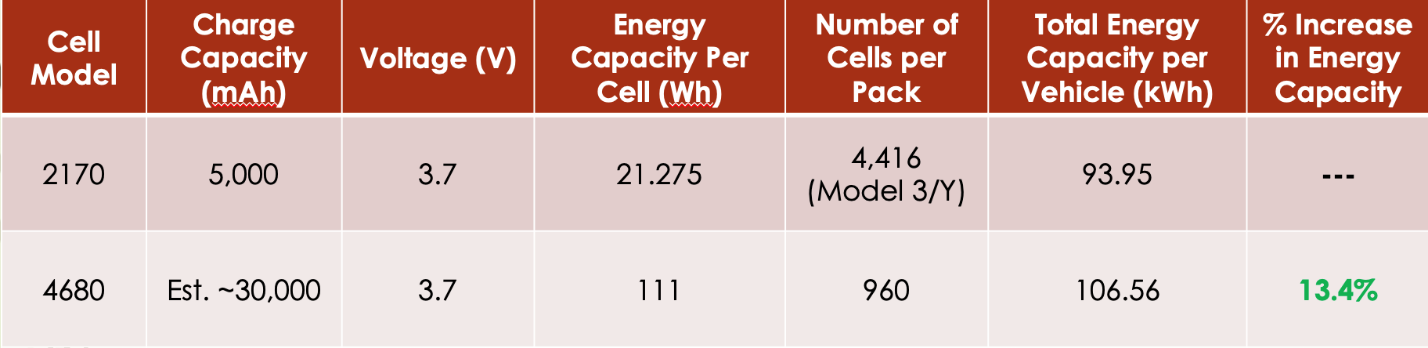 Cell
Model
Charge
Capacity
(mAh)
Voltage (V)
Energy
Capacity Per
Cell (Wh)
Number of
Cells per
Pack
Total Energy
Capacity per
Vehicle (kWh)
% Increase
in Energy
Capacity
2170
5,000
3.7
21.275
4,416
(Model 3/Y)
93.95
---
4680
Est. ~30,000
3.7
111
960
106.56
13.4%